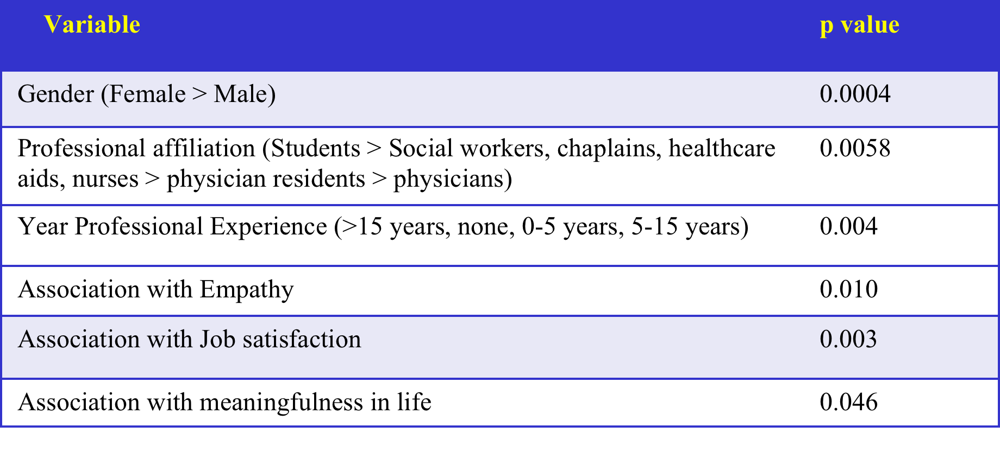 Variable p value
Gender (Female > Male) 0.0004
Professional affiliation (Students > Social workers, chaplains, healthcare 0.0058
aids, nurses > physician residents > physicians)
Year Professional Experience (>15 years, none, 0-5 years, 5-15 years) 0.004
Association with Empathy 0.010
Association with Job satisfaction 0.003
Association with meaningfulness in life 0.046